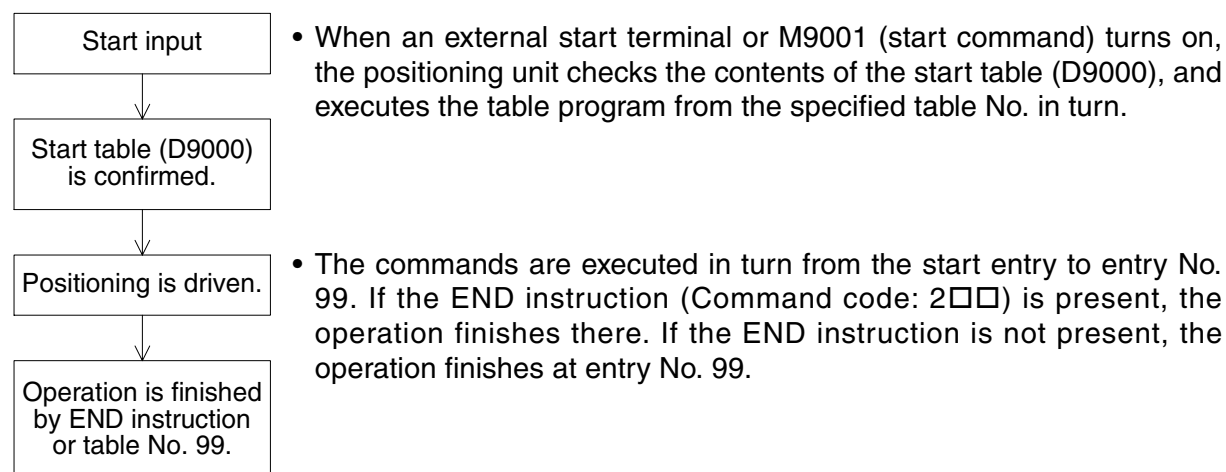 Start input
• When an external start terminal or M9001 (start command) turns on,
the positioning unit checks the contents of the start table (D9000), and
executes the table program from the specified table No. in turn.
Start table (D9000)
is confirmed.
Positioning is driven.
• The commands are executed in turn from the start entry to entry No.
99. If the END instruction (Command code: 2□□) is present, the
operation finishes there. If the END instruction is not present, the
operation finishes at entry No. 99.
Operation is finished
by END instruction
or table No. 99.